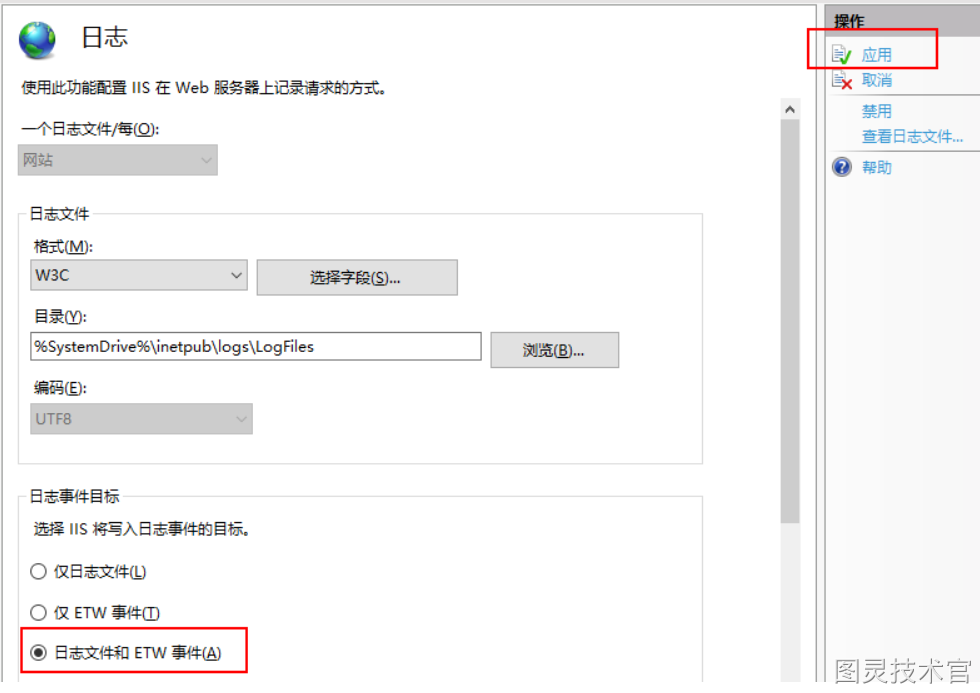 日志
使用此功能配置 IIS 在 Web 服务器上记录请求的方式。
一个日志文件/每(O):
网站
日志文件
格式(M):
W3C
选择字段(S)...
目录(Y):
%SystemDrive%\inetpub\logs\LogFiles
浏览(B)...
编码(E):
UTF8
日志事件目标
选择 IIS 将写入日志事件的目标。
仅日志文件(L)
仅 ETW 事件(T)
日志文件和 ETW 事件(A)
操作
应用
取消
禁用
查看日志文件...
帮助
图灵技术官